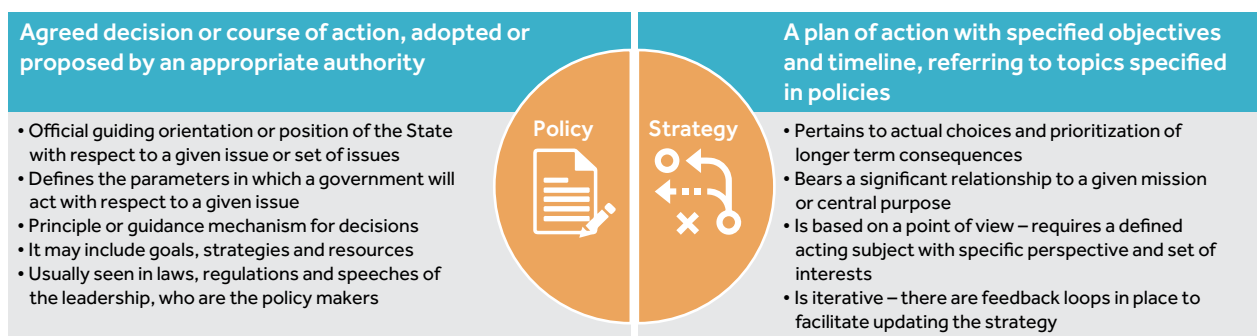 Agreed decision or course of action, adopted or
proposed by an appropriate authority
• Official guiding orientation or position of the State
with respect to a given issue or set of issues
• Defines the parameters in which a government will
act with respect to a given issue
• Principle or guidance mechanism for decisions
• It may include goals, strategies and resources
• Usually seen in laws, regulations and speeches of
the leadership, who are the policy makers
Policy
Strategy
A plan of action with specified objectives
and timeline, referring to topics specified
in policies
• Pertains to actual choices and prioritization of
longer term consequences
• Bears a significant relationship to a given mission
or central purpose
• Is based on a point of view – requires a defined
acting subject with specific perspective and set of
interests
• Is iterative – there are feedback loops in place to
facilitate updating the strategy